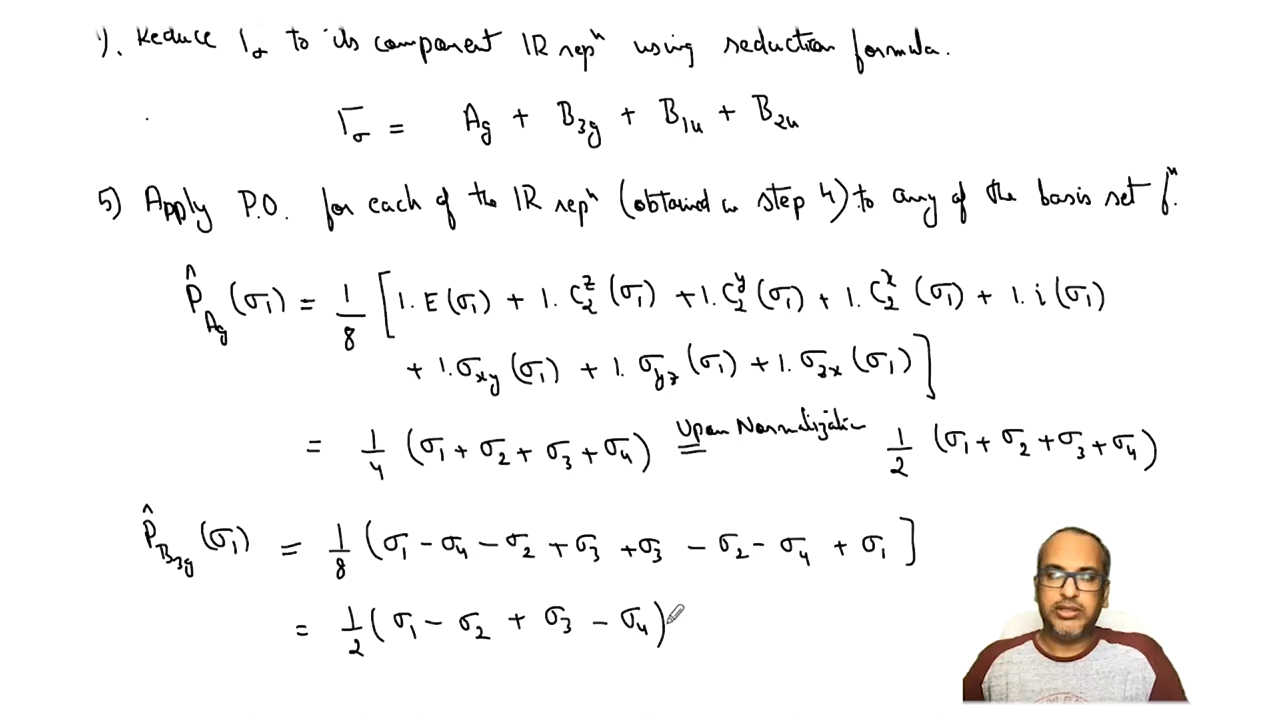 4). Reduce Γσ to its component IR repⁿ using reduction formula.
Γσ = Ag + B3g + B1u + B2u
5) Apply P.O. for each of the IR repⁿ (obtained in step 4) to any of the basis set fⁿ.
P̂Ag (σ1) = 1/8 [ 1. E (σ1) + 1. C2^z (σ1) + 1. C2^y (σ1) + 1. C2^x (σ1) + 1. i (σ1)
+ 1. σxy (σ1) + 1. σyz (σ1) + 1. σzx (σ1) ]
= 1/4 (σ1 + σ2 + σ3 + σ4) Upon Normalization 1/2 (σ1 + σ2 + σ3 + σ4)
P̂B3g (σ1) = 1/8 (σ1 - σ4 - σ2 + σ3 + σ3 - σ2 - σ4 + σ1 ]
= 1/2 (σ1 - σ2 + σ3 - σ4)